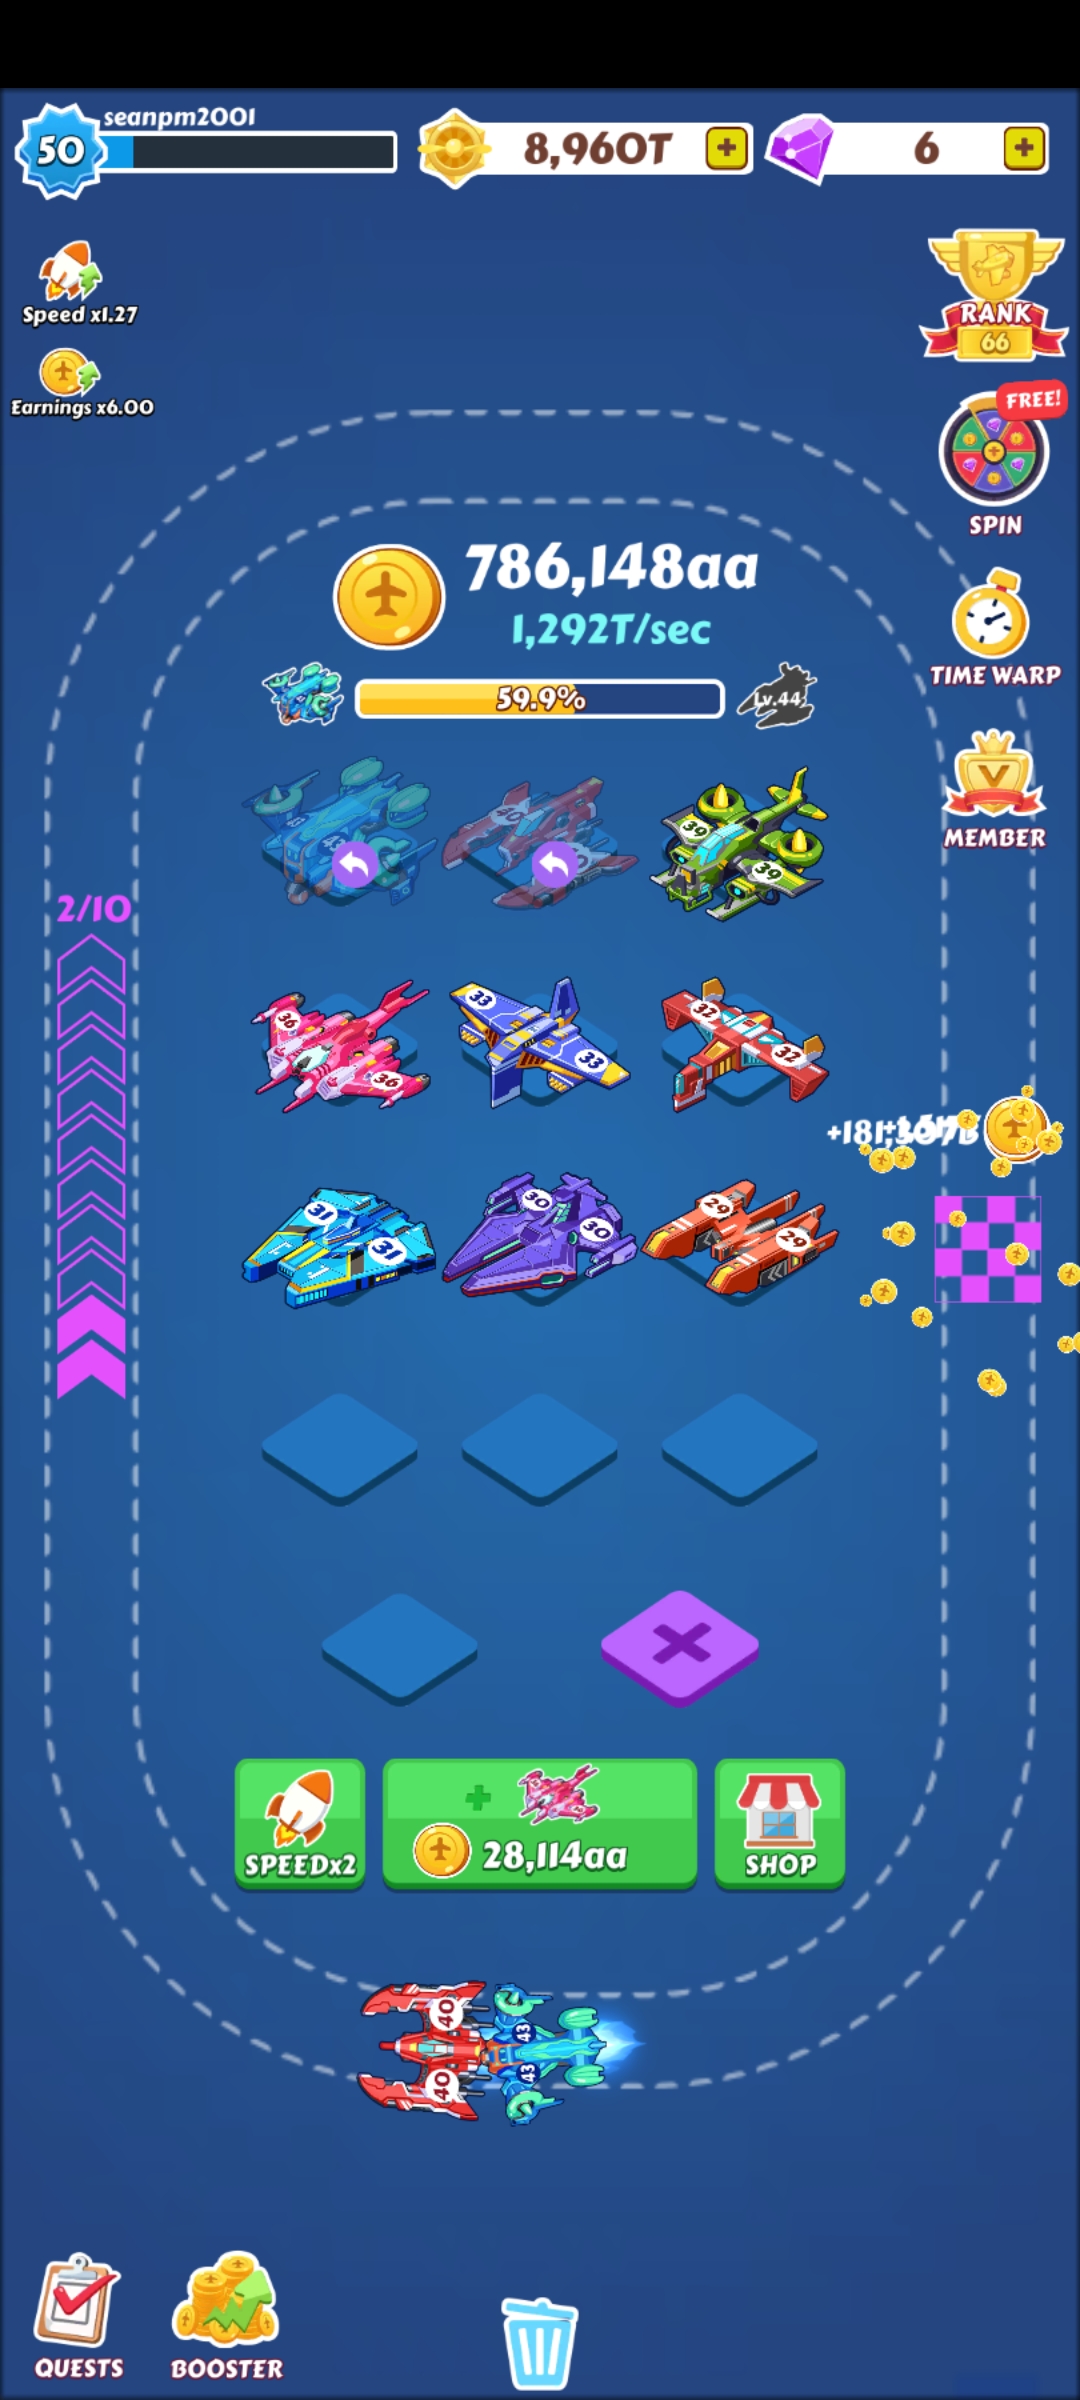 seanpm2001
50
8,960T
6
Speed x1.27
Earnings x6.00
RANK
66
FREE!
SPIN
786,148aa
1,292T/sec
TIME WARP
59.9%
Lv.44
MEMBER
43
40
39
39
2/10
36
36
33
33
32
32
31
31
30
30
29
29
28,114aa
SPEEDx2
SHOP
40
43
43
40
QUESTS
BOOSTER